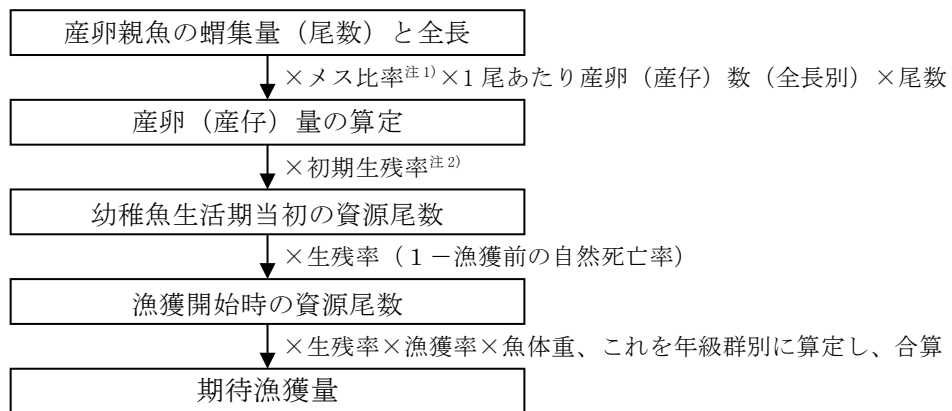 産卵親魚の蝟集量（尾数）と全長
×メス比率注1)×1尾あたり産卵（産仔）数（全長別）×尾数
産卵（産仔）量の算定
×初期生残率注2)
幼稚魚生活期当初の資源尾数
×生残率（１－漁獲前の自然死亡率）
漁獲開始時の資源尾数
×生残率×漁獲率×魚体重、これを年級群別に算定し、合算
期待漁獲量